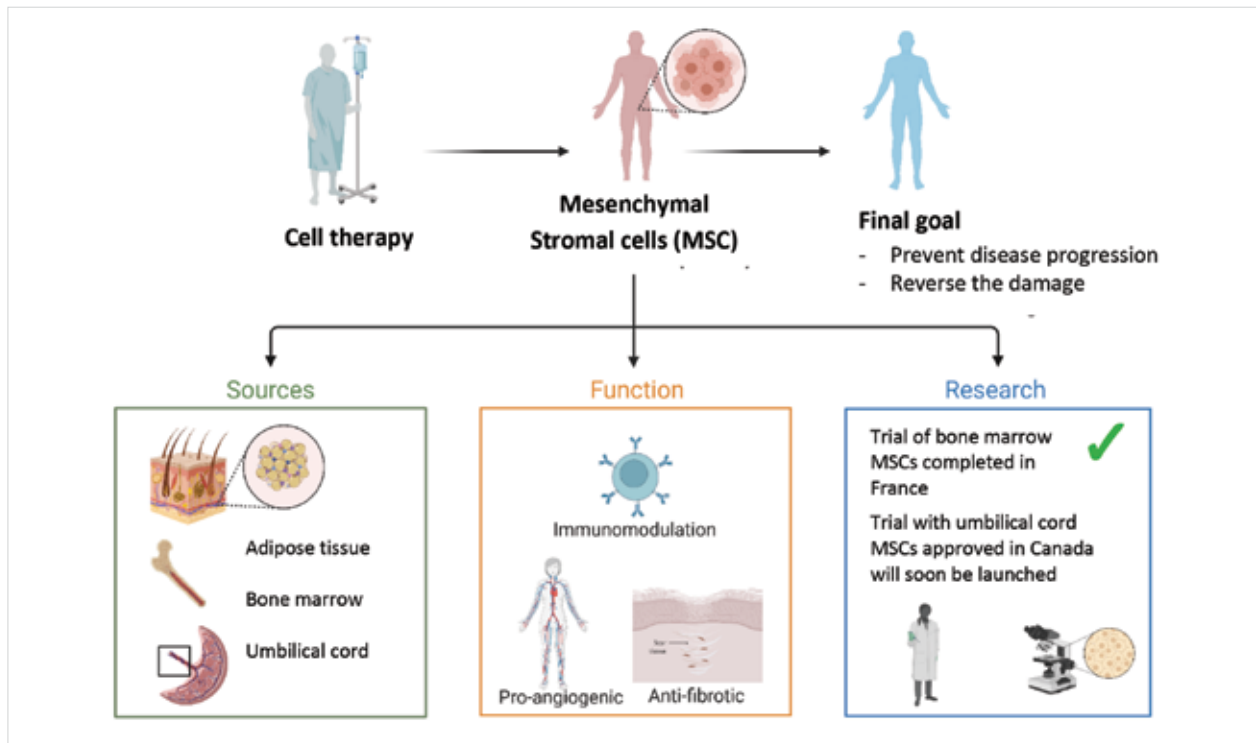 Cell therapy
Mesenchymal
Stromal cells (MSC)
Final goal
- Prevent disease progression
- Reverse the damage
-
Sources
Adipose tissue
Bone marrow
Umbilical cord
Function
Immunomodulation
Pro-angiogenic
Anti-fibrotic
Research
Trial of bone marrow
MSCs completed in
France
Trial with umbilical cord
MSCs approved in Canada
will soon be launched